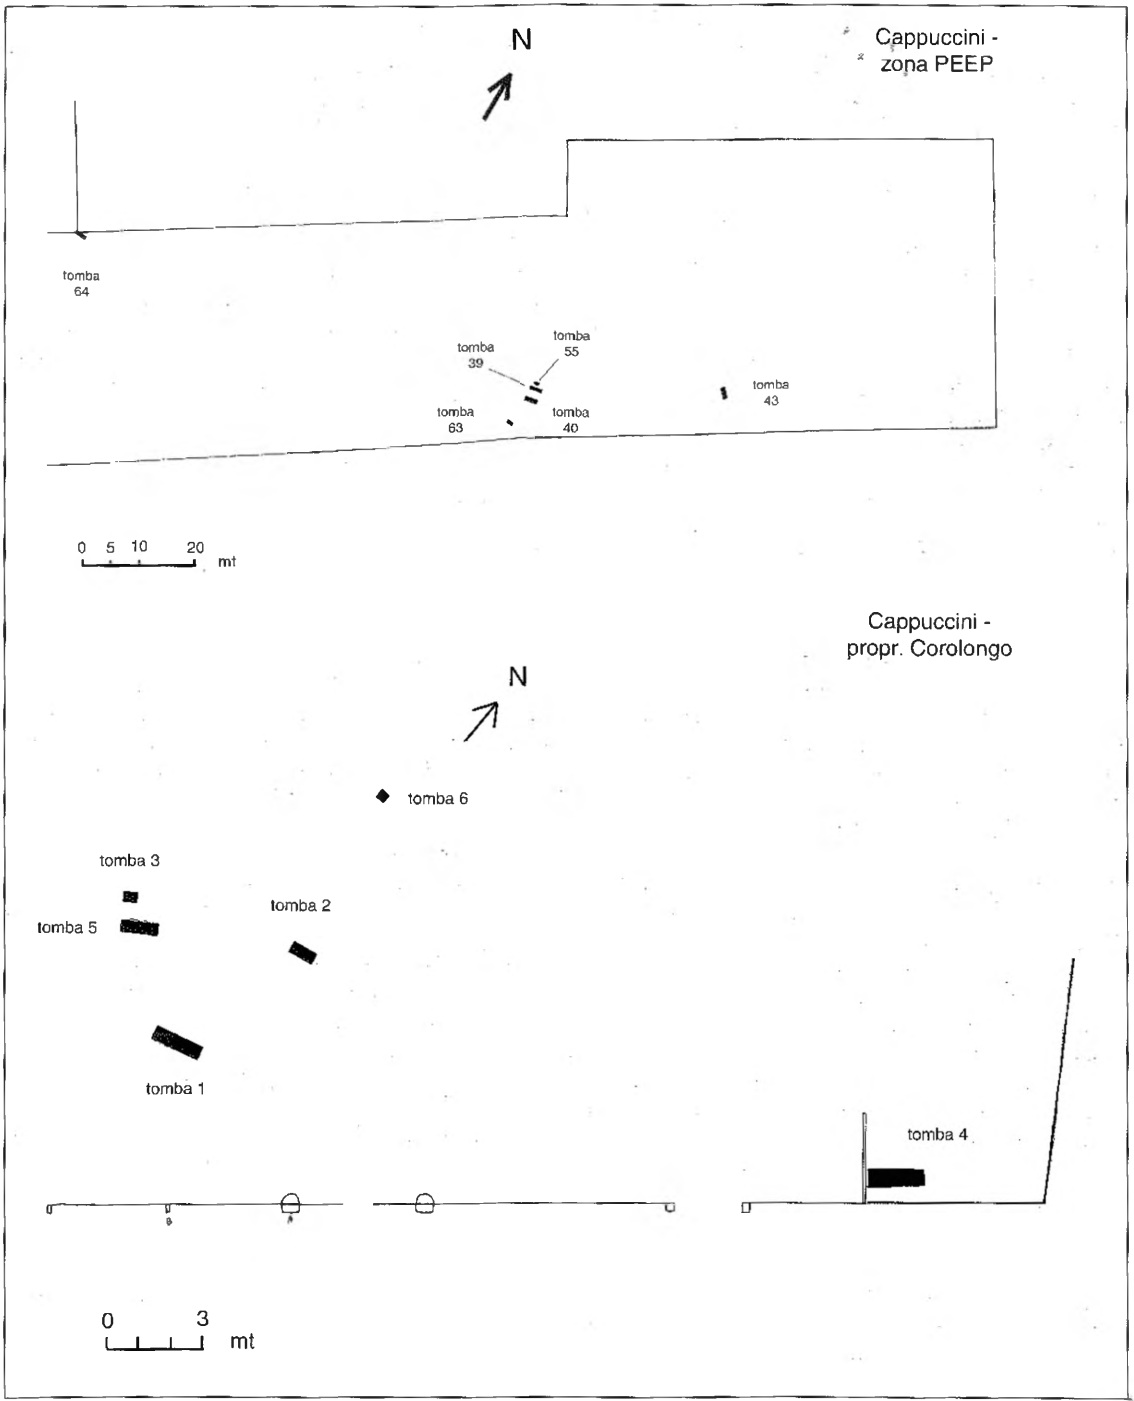 N
Cappuccini -
zona PEEP
tomba
64
tomba
39
tomba
55
tomba
63
tomba
40
tomba
43
0 5 10 20 mt
Cappuccini -
propr. Corolongo
N
tomba 6
tomba 3
tomba 5
tomba 2
tomba 1
tomba 4
0 3
mt